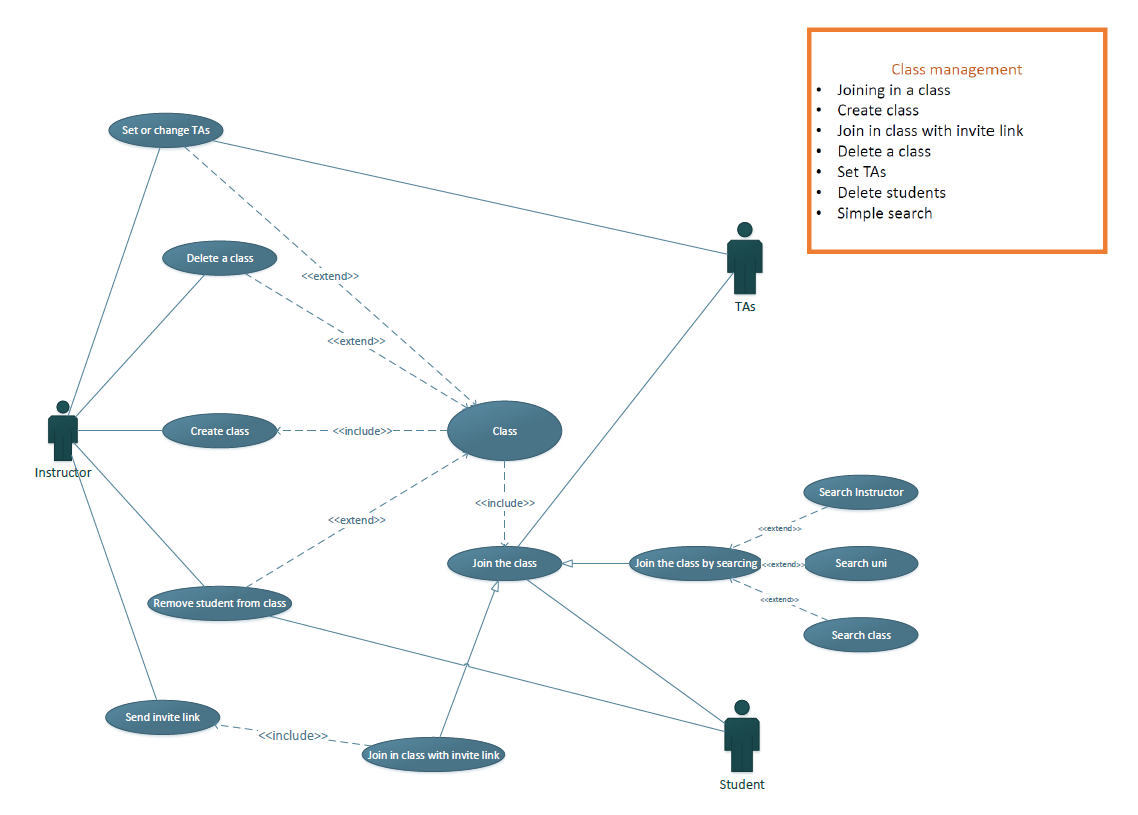 Class management
• Joining in a class
• Create class
• Join in class with invite link
• Delete a class
• Set TAs
• Delete students
• Simple search
Set or change TAs
Delete a class
<<extend>>
TAs
<<extend>>
Create class
<<include>>
Class
Instructor
Search Instructor
<<include>>
<<extend>>
<<extend>>
Join the class
Join the class by searcing
<<extend>>
Search uni
<<extend>>
Remove student from class
Search class
Send invite link
<<include>>
Join in class with invite link
Student